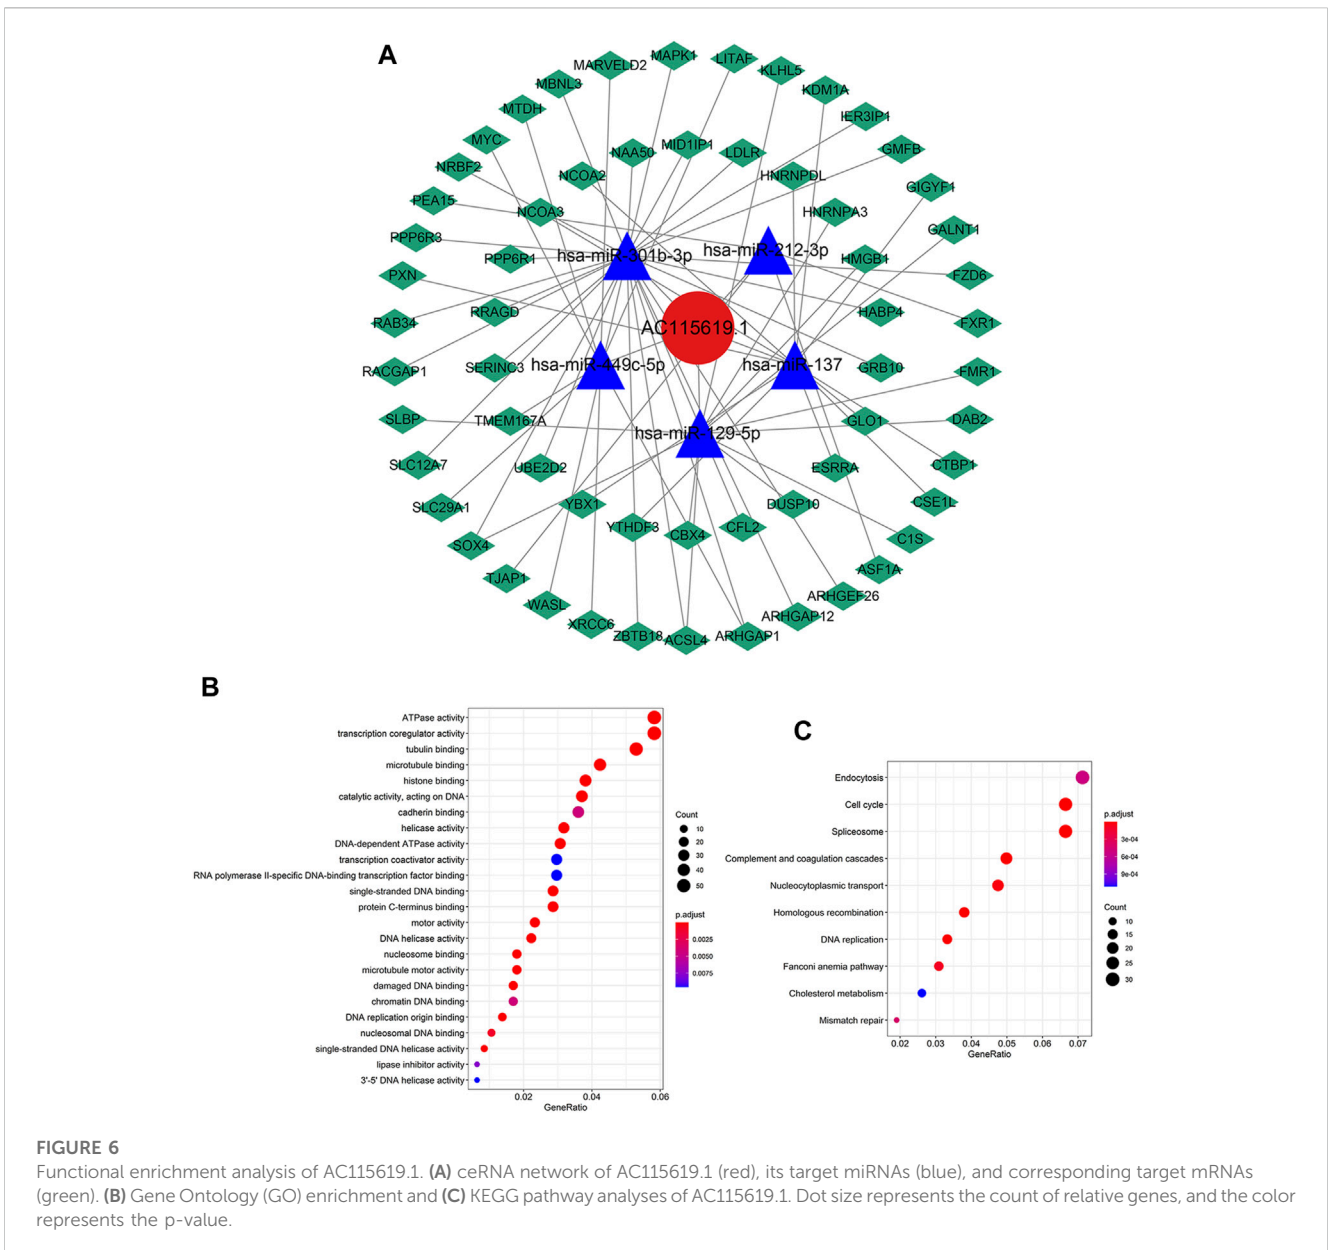 A
MAPK1
LITAF
MARVELD2
KLHL5
MBNL3
KDM1A
MTDH
IER3IP1
MYC
NAA50
MID1IP1
LDLR
GMFB
NRBF2
NCOA2
HNRNPDL
GIGYF1
PEA15
NCOA3
HNRNPA3
GALNT1
PPP6R3
PPP6R1
hsa-miR-301b-3p
hsa-miR-212-3p
HMGB1
PXN
FZD6
RAB34
RRAGD
AC115619.1
HABP4
FXR1
RACGAP1
SERINC3
hsa-miR-449c-5p
hsa-miR-137
GRB10
FMR1
SLBP
TMEM167A
hsa-miR-129-5p
GLO1
DAB2
SLC12A7
UBE2D2
ESRRA
CTBP1
SLC29A1
YBX1
YTHDF3
CBX4
CFL2
DUSP10
CSE1L
SOX4
C1S
TJAP1
ASF1A
WASL
ARHGEF26
XRCC6
ZBTB18
ACSL4
ARHGAP1
ARHGAP12
B
ATPase activity
transcription coregulator activity
tubulin binding
microtubule binding
histone binding
catalytic activity, acting on DNA
cadherin binding
helicase activity
DNA-dependent ATPase activity
transcription coactivator activity
RNA polymerase II-specific DNA-binding transcription factor binding
single-stranded DNA binding
protein C-terminus binding
motor activity
DNA helicase activity
nucleosome binding
microtubule motor activity
damaged DNA binding
chromatin DNA binding
DNA replication origin binding
nucleosomal DNA binding
single-stranded DNA helicase activity
lipase inhibitor activity
3'-5' DNA helicase activity
0.02 0.04 0.06
GeneRatio
Count
10
20
30
40
50
p.adjust
0.0025
0.0050
0.0075
C
Endocytosis
Cell cycle
Spliceosome
Complement and coagulation cascades
Nucleocytoplasmic transport
Homologous recombination
DNA replication
Fanconi anemia pathway
Cholesterol metabolism
Mismatch repair
0.02 0.03 0.04 0.05 0.06 0.07
GeneRatio
p.adjust
3e-04
6e-04
9e-04
Count
10
15
20
25
30
FIGURE 6
Functional enrichment analysis of AC115619.1. (A) ceRNA network of AC115619.1 (red), its target miRNAs (blue), and corresponding target mRNAs
(green). (B) Gene Ontology (GO) enrichment and (C) KEGG pathway analyses of AC115619.1. Dot size represents the count of relative genes, and the color
represents the p-value.